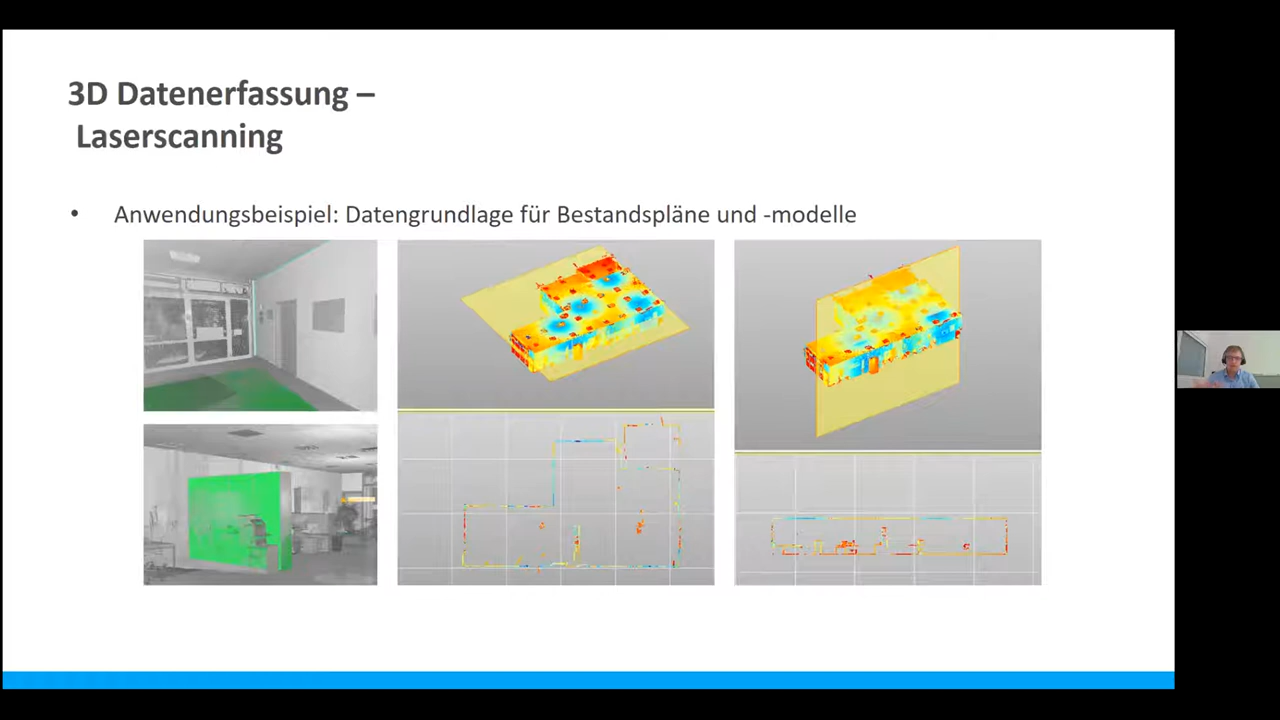 3D Datenerfassung –
Laserscanning
• Anwendungsbeispiel: Datengrundlage für Bestandspläne und -modelle